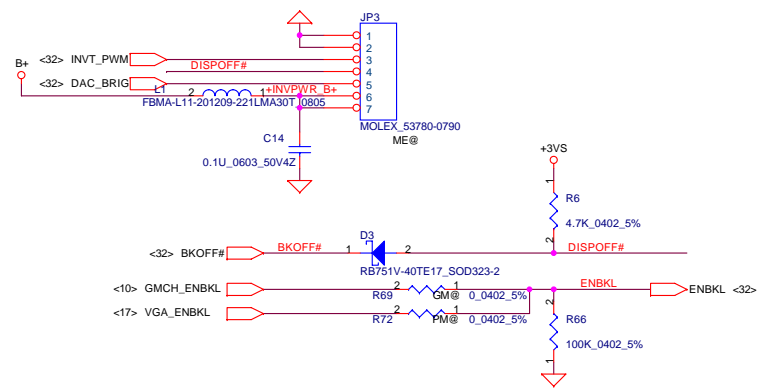 JP3
1
2
<32> INVT_PWM
3
DISPOFF#
4
B+
<32> DAC_BRIG
5
L1
2
1
+INVPWR_B+
6
FBMA-L11-201209-221LMA30T_0805
7
MOLEX_53780-0790
ME@
C14
0.1U_0603_50V4Z
+3VS
1
R6
4.7K_0402_5%
2
D3
<32> BKOFF#
BKOFF#
1
2
DISPOFF#
RB751V-40TE17_SOD323-2
<10> GMCH_ENBKL
2
1
ENBKL
ENBKL <32>
R69
GM@
0_0402_5%
<17> VGA_ENBKL
2
1
R72
PM@
0_0402_5%
2
R66
100K_0402_5%
1